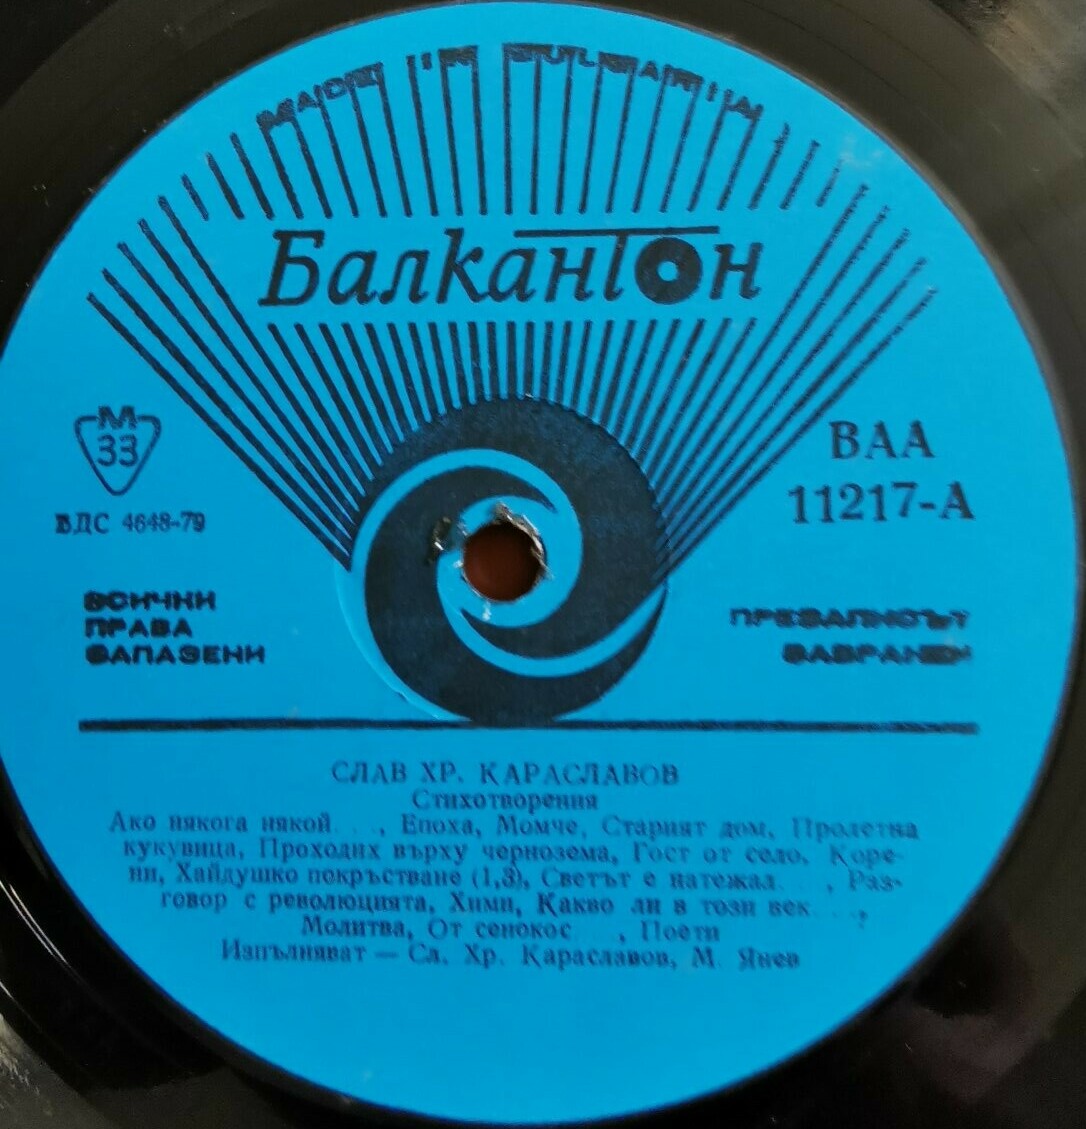 MADE IN BULGARIA
Балкантон
М
33
БДС 4648-79
ВАА
11217-А
ВСИЧКИ
ПРАВА
ЗАПАЗЕНИ
ПРЕЗАПИСЪТ
ЗАБРАНЕН
СЛАВ ХР. КАРАСЛАВОВ
Стихотворения
Ако някога някой. . ., Епоха, Момче, Старият дом, Пролетна
кукувица, Проходих върху чернозема, Гост от село, Коре-
ни, Хайдушко покръстване (1,3), Светът е натежал. . ., Раз-
говор с революцията, Химн, Какво ли в този век . . .,
Молитва, От сенокос . . ., Поети
Изпълняват — Сл. Хр. Караславов, М. Янев